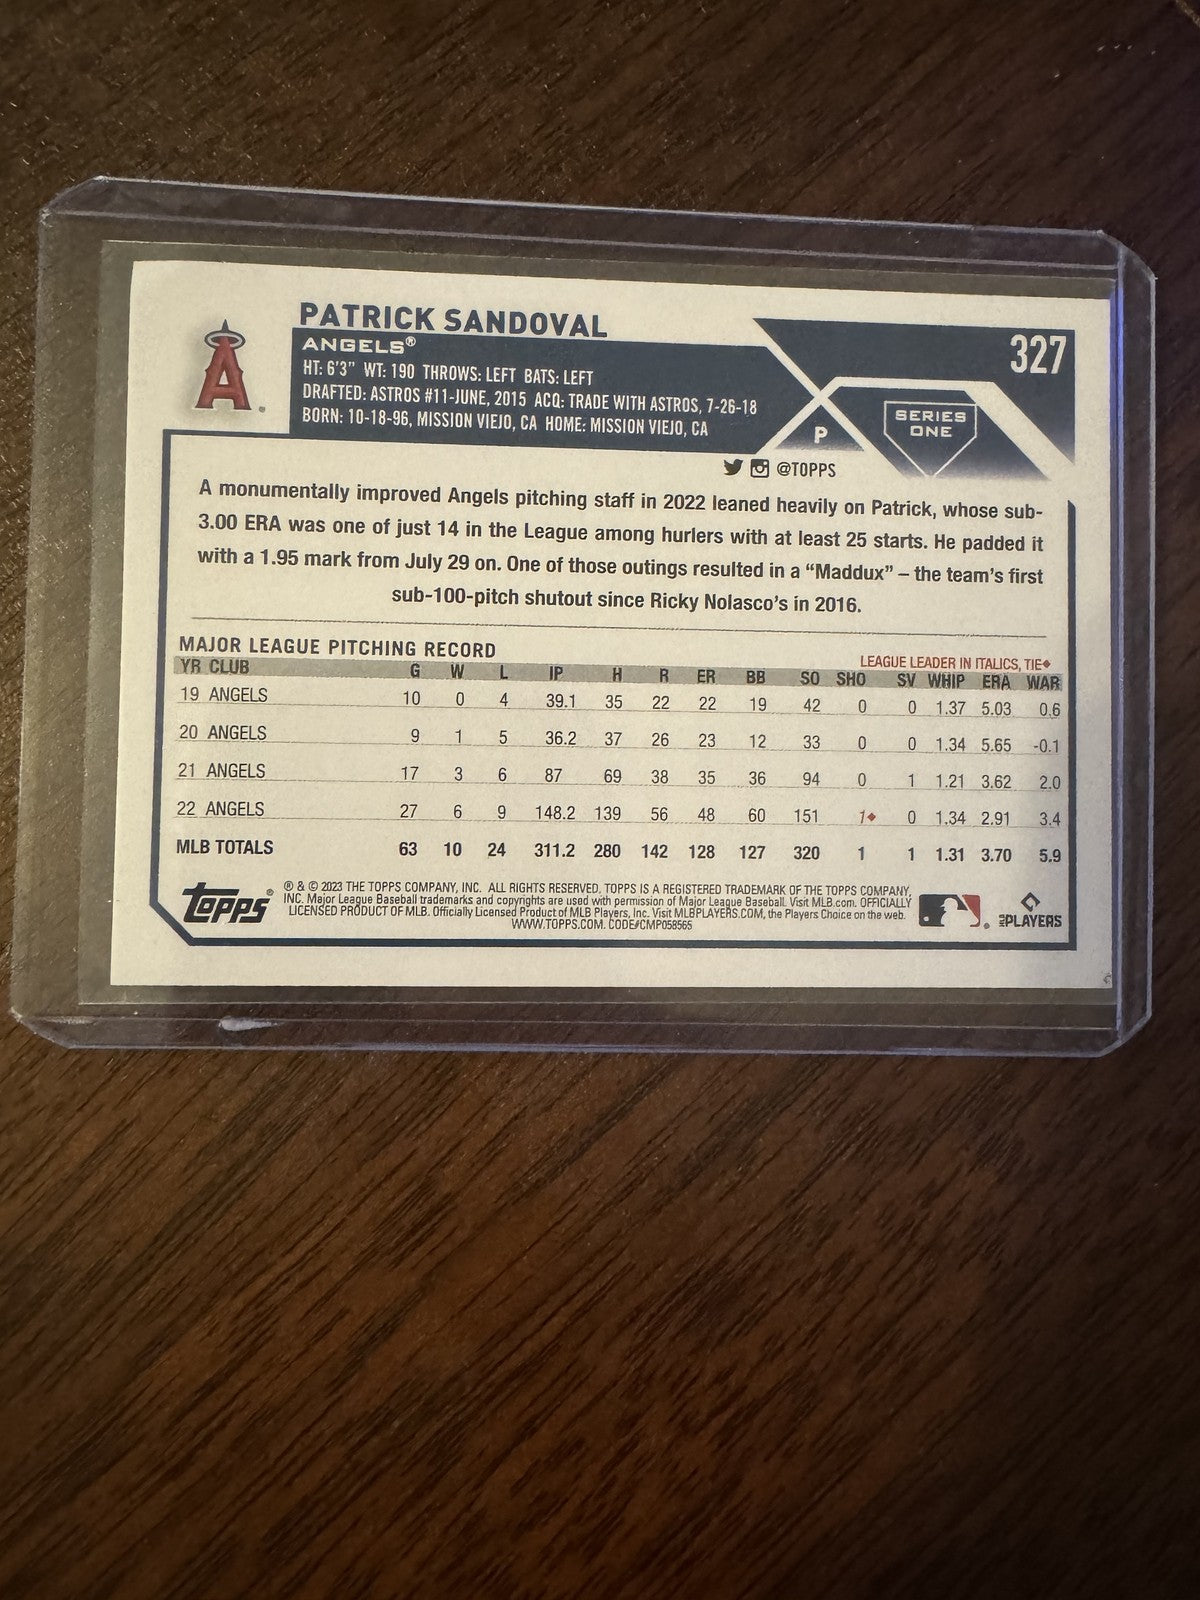 PATRICK SANDOVAL
ANGELS®
HT: 6'3" WT: 190 THROWS: LEFT BATS: LEFT
DRAFTED: ASTROS #11-JUNE, 2015 ACQ: TRADE WITH ASTROS, 7-26-18
BORN: 10-18-96, MISSION VIEJO, CA HOME: MISSION VIEJO, CA
A
327
P
SERIES
ONE
@TOPPS
A monumentally improved Angels pitching staff in 2022 leaned heavily on Patrick, whose sub-
3.00 ERA was one of just 14 in the League among hurlers with at least 25 starts. He padded it
with a 1.95 mark from July 29 on. One of those outings resulted in a “Maddux” – the team's first
sub-100-pitch shutout since Ricky Nolasco's in 2016.
MAJOR LEAGUE PITCHING RECORD
LEAGUE LEADER IN ITALICS, TIE◆
YR CLUB G W L IP H R ER BB SO SHO SV WHIP ERA WAR
19 ANGELS 10 0 4 39.1 35 22 22 19 42 0 0 1.37 5.03 0.6
20 ANGELS 9 1 5 36.2 37 26 23 12 33 0 0 1.34 5.65 -0.1
21 ANGELS 17 3 6 87 69 38 35 36 94 0 1 1.21 3.62 2.0
22 ANGELS 27 6 9 148.2 139 56 48 60 151 1◆ 0 1.34 2.91 3.4
MLB TOTALS 63 10 24 311.2 280 142 128 127 320 1 1 1.31 3.70 5.9
TOPPS®
® & © 2023 THE TOPPS COMPANY, INC. ALL RIGHTS RESERVED. TOPPS IS A REGISTERED TRADEMARK OF THE TOPPS COMPANY,
INC. Major League Baseball trademarks and copyrights are used with permission of Major League Baseball. Visit MLB.com. OFFICIALLY
LICENSED PRODUCT OF MLB. Officially Licensed Product of MLB Players, Inc. Visit MLBPLAYERS.COM, the Players Choice on the web.
WWW.TOPPS.COM. CODE#CMP058565
MLB PLAYERS